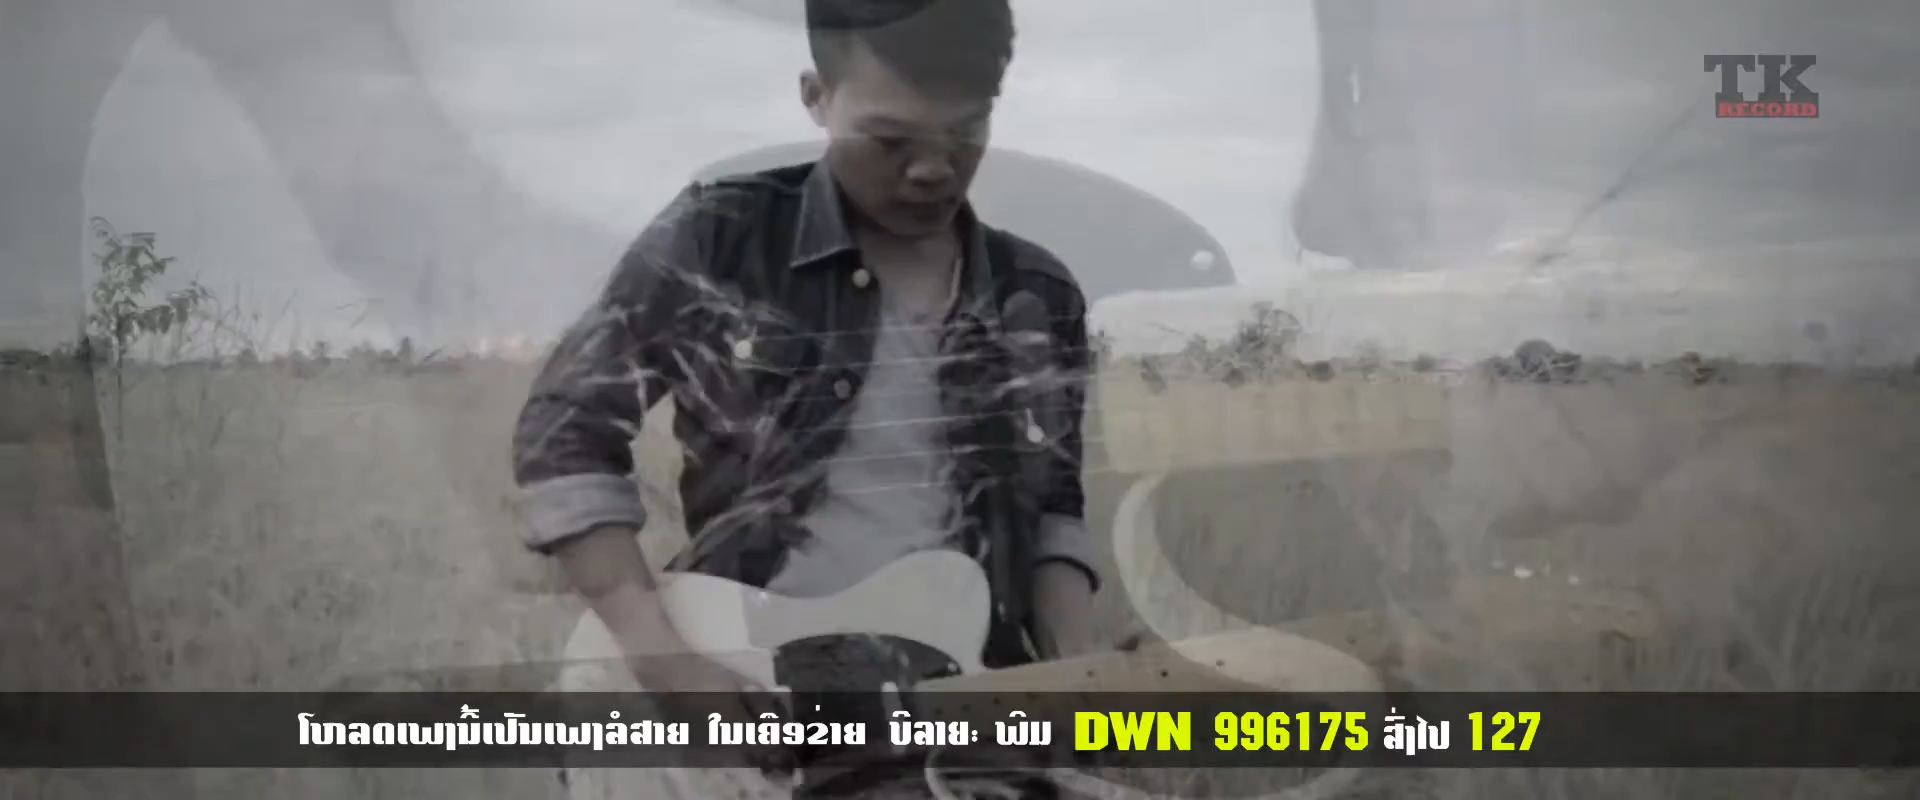 TK
RECORD
ໂຫລດເພງນີ້ເປັນເພງລໍສາຍ ໃນເຄືອຂ່າຍ ບີລາຍ: ພິມ DWN 996175 ສົ່ງໄປ 127